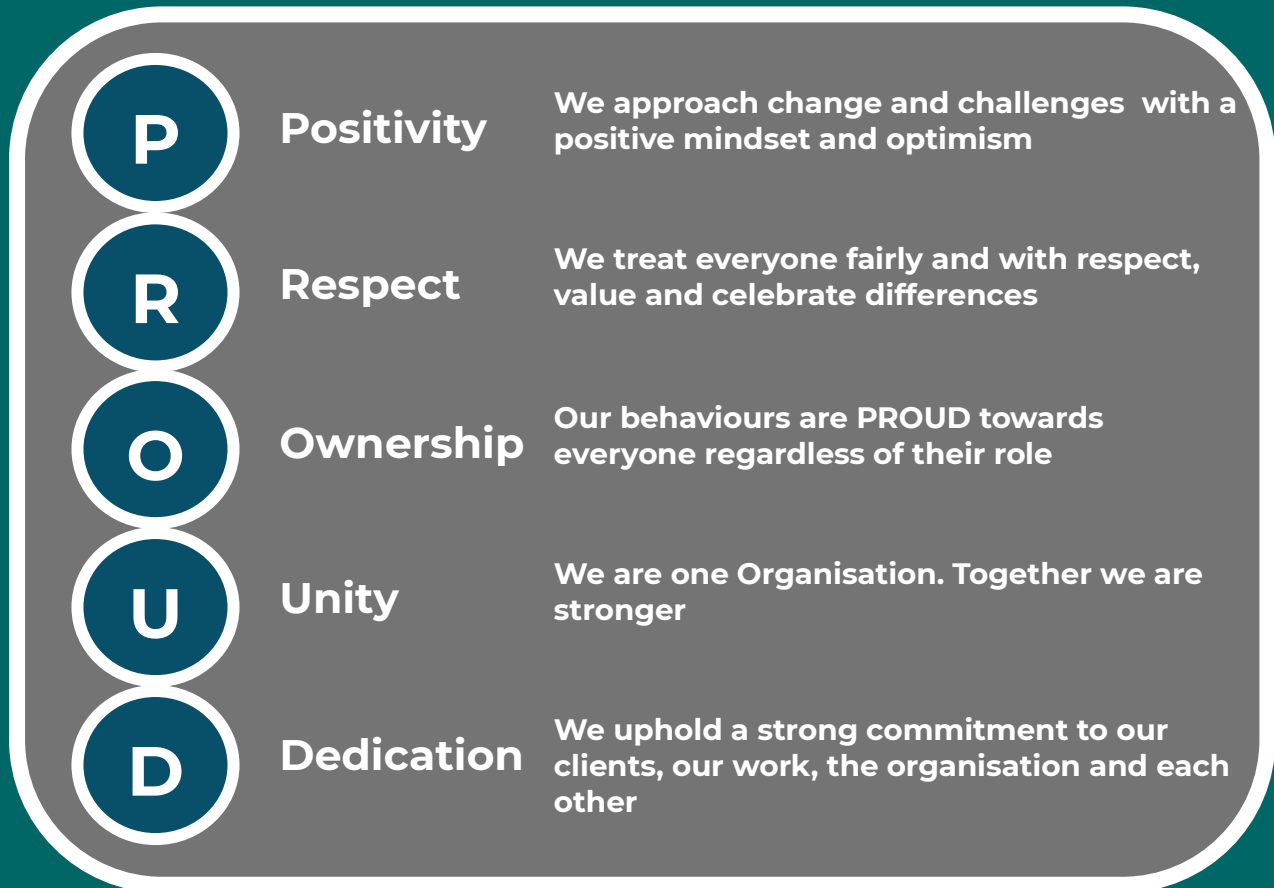 P
Positivity
We approach change and challenges  with a
positive mindset and optimism
R
Respect
We treat everyone fairly and with respect,
value and celebrate differences
O
Ownership
Our behaviours are PROUD towards
everyone regardless of their role
U
Unity
We are one Organisation. Together we are
stronger
D
Dedication
We uphold a strong commitment to our
clients, our work, the organisation and each
other